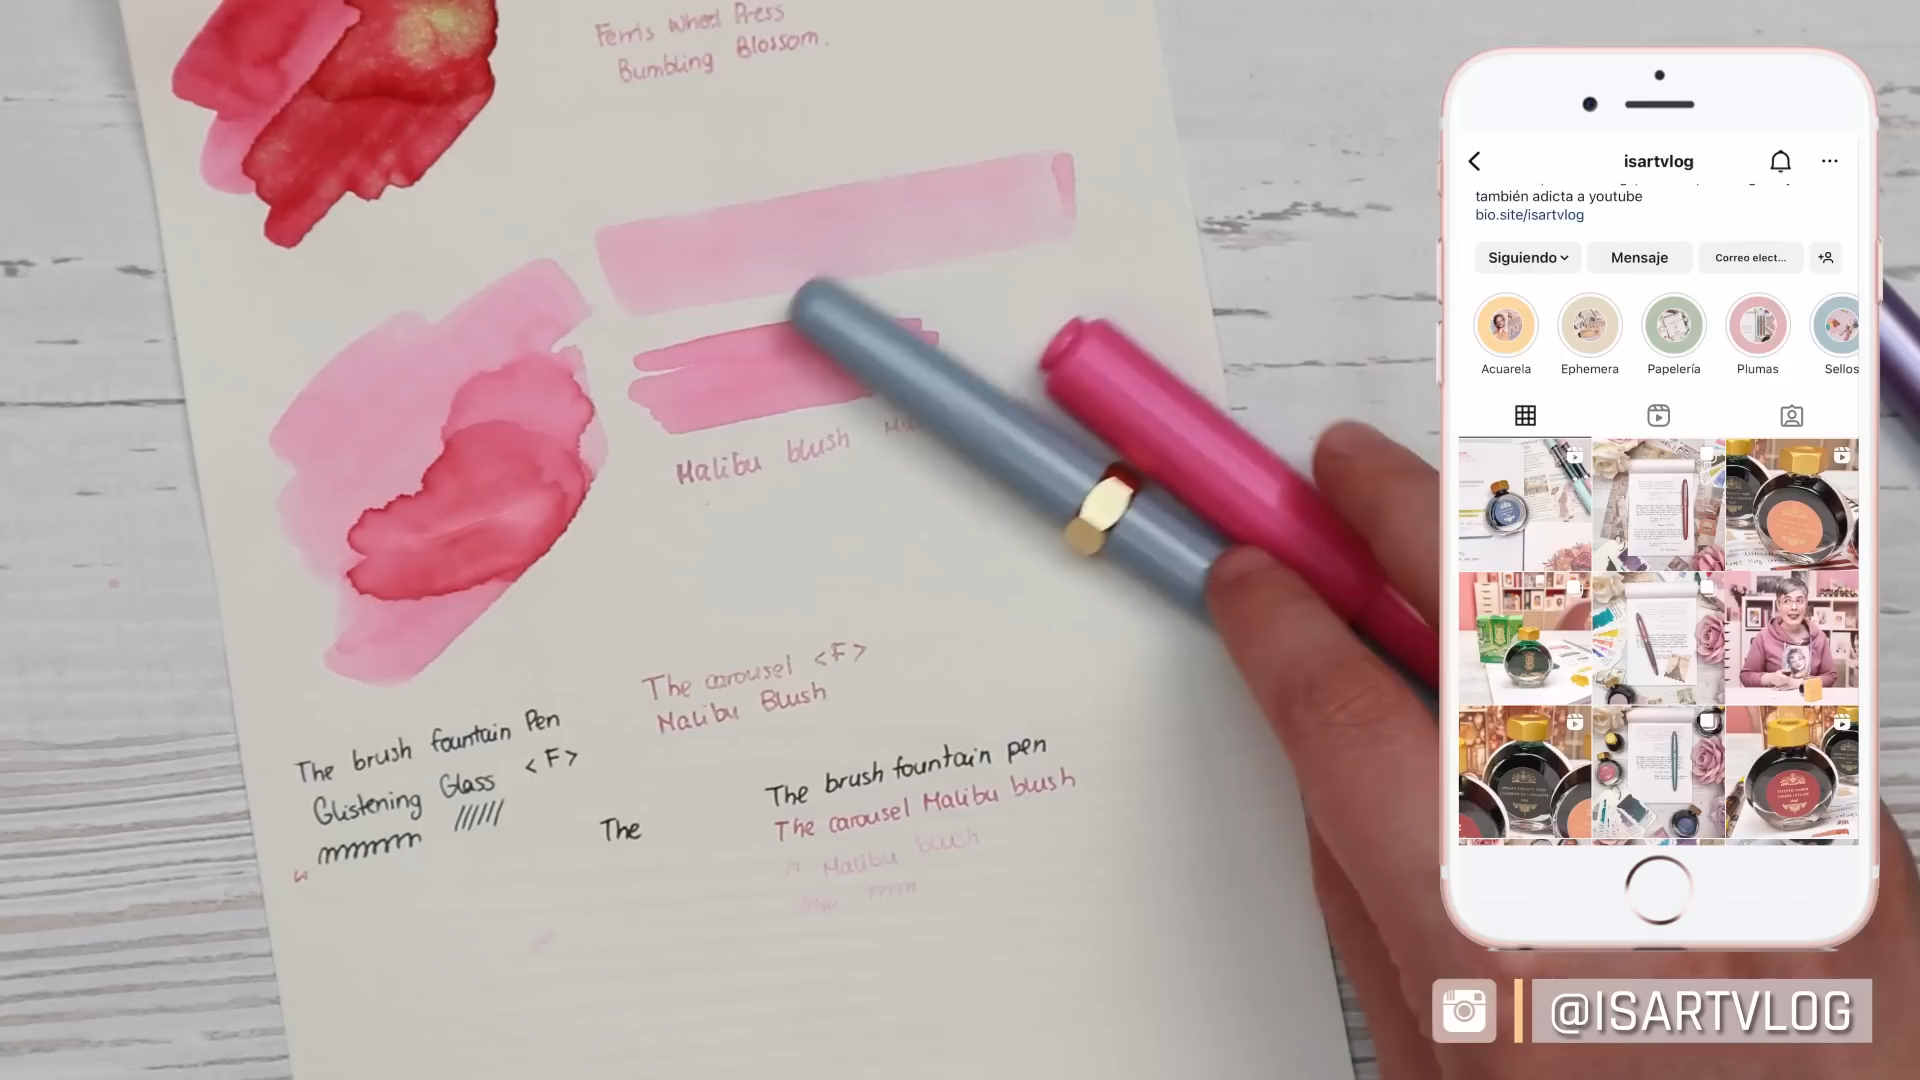 Ferris Wheel Press
Bumbling Blossom.
Malibu blush
The carousel <F>
Malibu Blush
The brush fountain Pen
Glistening Glass <F>
The
The brush fountain pen
The carousel Malibu blush
Malibu blush
isartvlog
también adicta a youtube
bio.site/isartvlog
Siguiendo
Mensaje
Correo elect...
Acuarela
Ephemera
Papelería
Plumas
Sellos
@ISARTVLOG